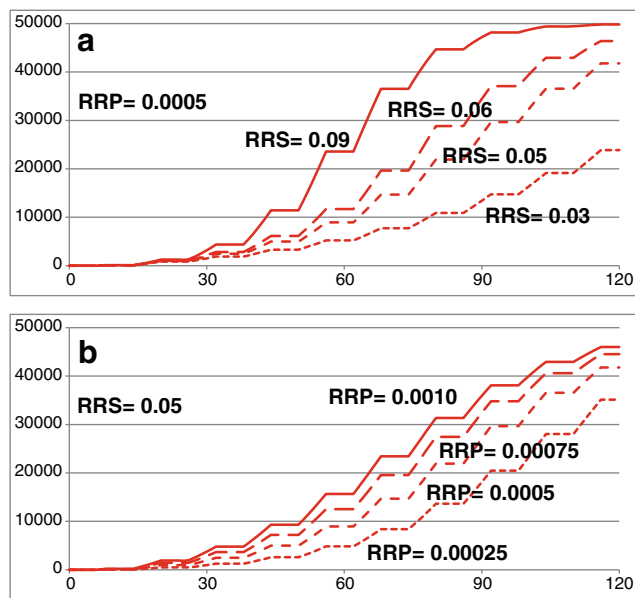 50000
a
40000
RRP= 0.0005
RRS= 0.06
30000
RRS= 0.09
RRS= 0.05
20000
RRS= 0.03
10000
0
0 30 60 90 120
50000
b
40000
RRS= 0.05
RRP= 0.0010
30000
RRP= 0.00075
20000
RRP= 0.0005
10000
RRP= 0.00025
0
0 30 60 90 120